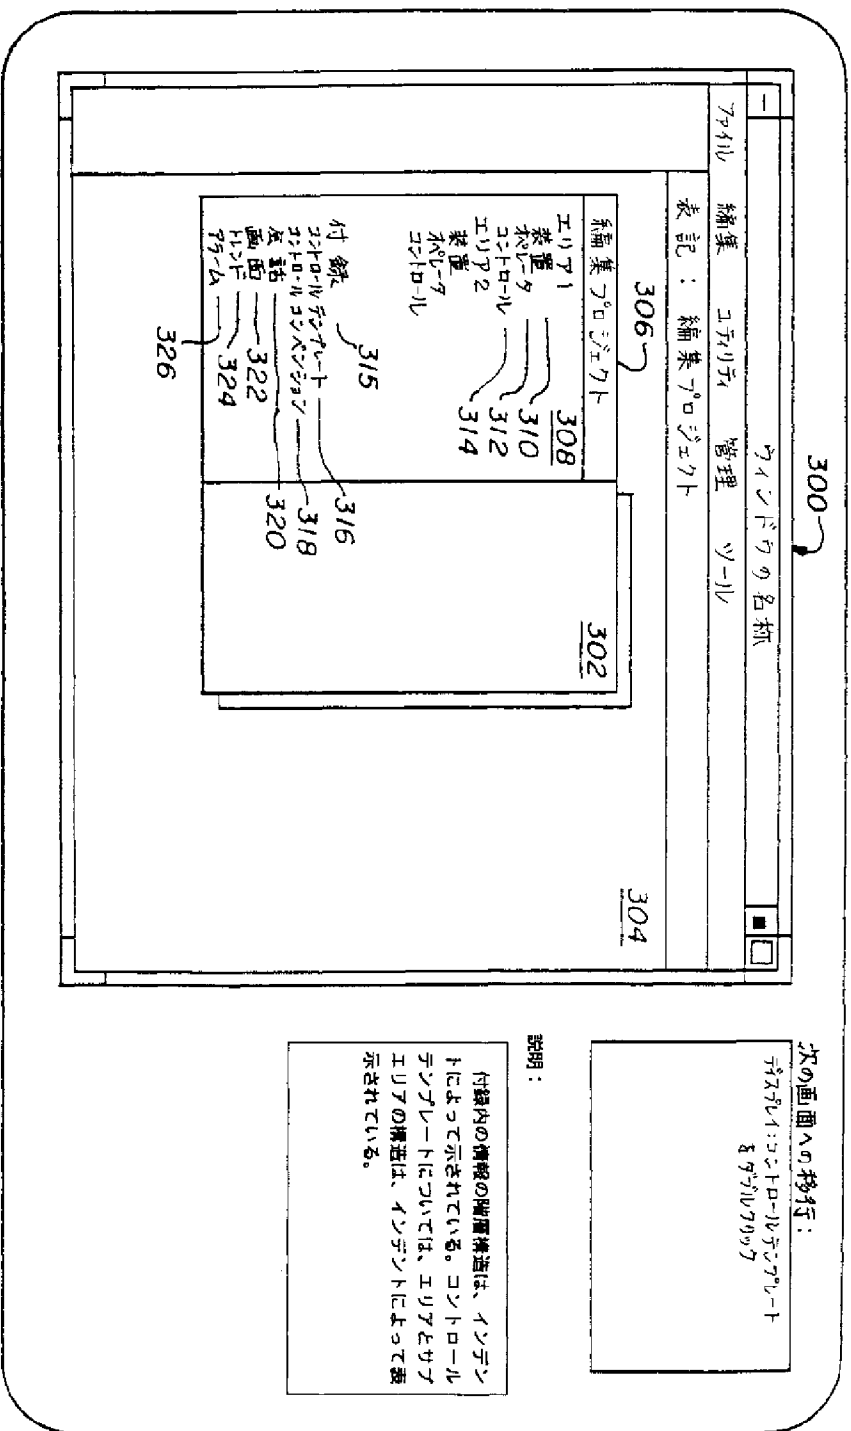 300
ウィンドウの名称
ファイル 編集 ユティリティ 管理 ツール
表記：編集プロジェクト
304
306
編集プロジェクト
302
308
エリア1
装置 310
オペレータ 312
コントロール 314
エリア2
装置
オペレータ
コントロール
付録 315
コントロールテンプレート 316
コントロールコンベンション 318
320
画面 322
トレンド 324
アラーム 326
次の画面への移行：
ディスプレイ：コントロールテンプレート
をダブルクリック
説明：
付録内の情報の階層構造は、インデン
トによって示されている。コントロール
テンプレートについては、エリアとサブ
エリアの構造は、インデントによって表
示されている。